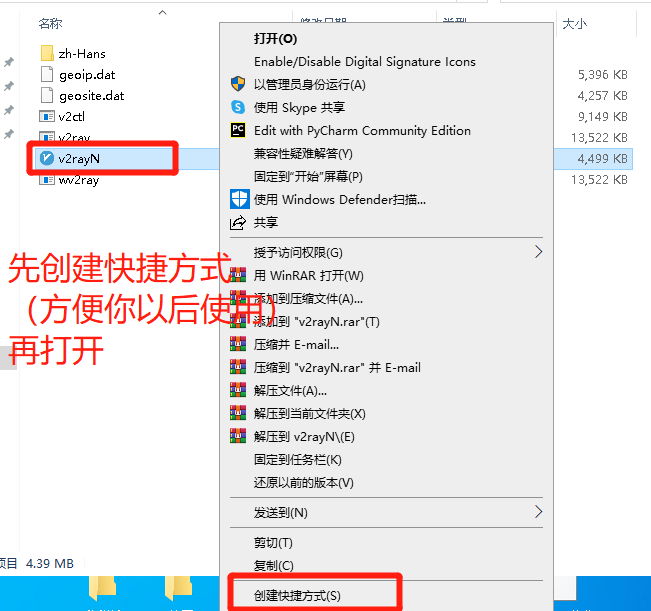 名称
修改日期
类型
大小
zh-Hans
geoip.dat
5,396 KB
geosite.dat
4,257 KB
v2ctl
9,149 KB
v2ray
13,522 KB
v2rayN
4,499 KB
wv2ray
13,522 KB
打开(O)
Enable/Disable Digital Signature Icons
以管理员身份运行(A)
使用 Skype 共享
PC
Edit with PyCharm Community Edition
兼容性疑难解答(Y)
固定到"开始"屏幕(P)
使用 Windows Defender扫描...
共享
授予访问权限(G)
用 WinRAR 打开(W)
添加到压缩文件(A)...
添加到 "v2rayN.rar"(T)
压缩并 E-mail...
压缩到 "v2rayN.rar" 并 E-mail
解压文件(A)...
解压到当前文件夹(X)
解压到 v2rayN\(E)
固定到任务栏(K)
还原以前的版本(V)
发送到(N)
剪切(T)
复制(C)
创建快捷方式(S)
先创建快捷方式
（方便你以后使用）
再打开
项目 4.39 MB